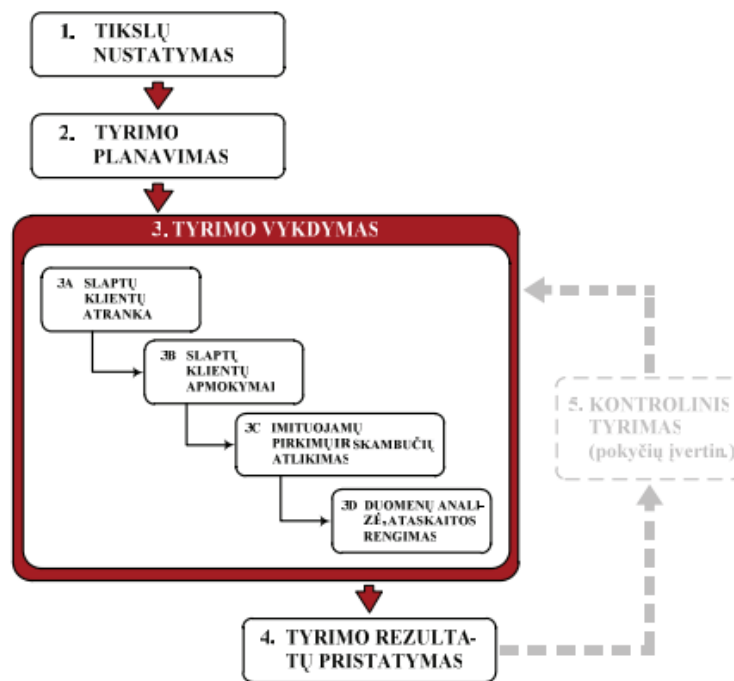 1. TIKSLŲ
NUSTATYMAS
2. TYRIMO
PLANAVIMAS
3. TYRIMO VYKDYMAS
3A SLAPTŲ
KLIENTŲ
ATRANKA
3B SLAPTŲ
KLIENTŲ
APMOKYMAI
3C IMITUOJAMŲ
PIRKIMŲ IR SKAMBUČIŲ
ATLIKIMAS
3D DUOMENŲ ANALI-
ZĖ, ATASKAITOS
RENGIMAS
4. TYRIMO REZULTA-
TŲ PRISTATYMAS
5. KONTROLINIS
TYRIMAS
(pokyčių įvertin.)